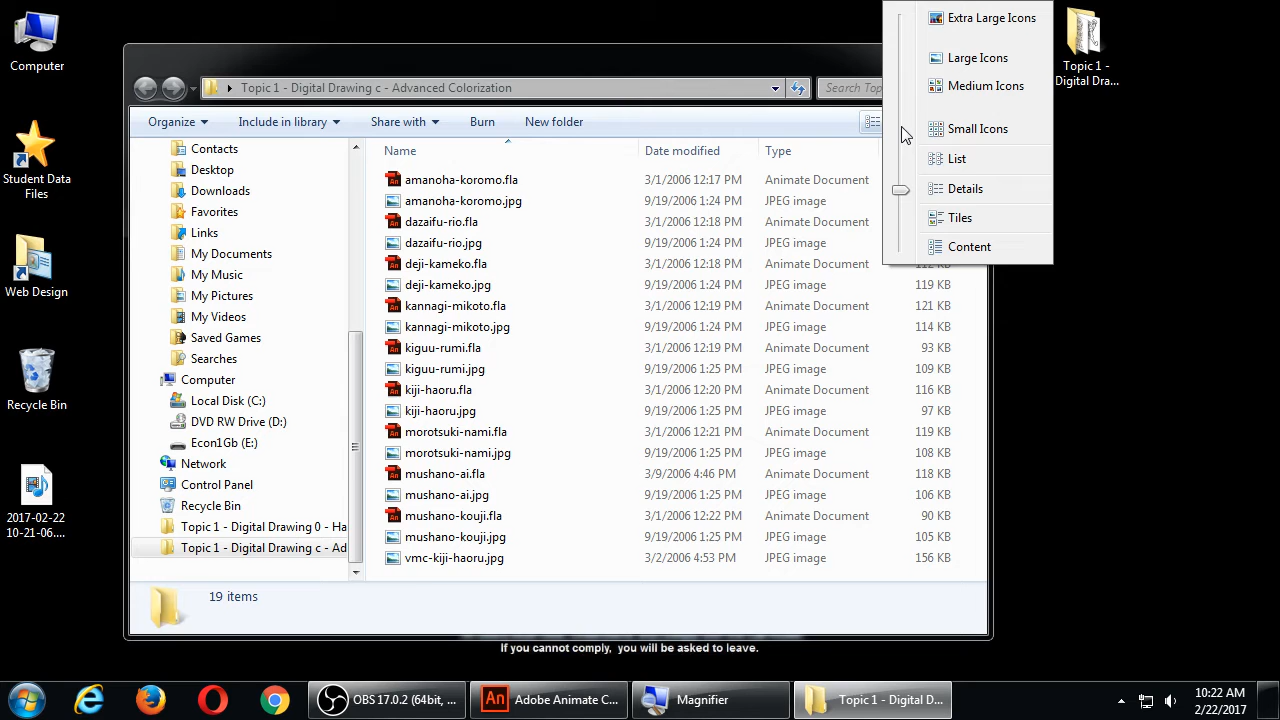 Computer
Student Data
Files
Web Design
Recycle Bin
2017-02-22
10-21-06....
Topic 1 -
Digital Dra...
Topic 1 - Digital Drawing c - Advanced Colorization
Search Top
Organize
Include in library
Share with
Burn
New folder
Extra Large Icons
Large Icons
Medium Icons
Small Icons
List
Details
Tiles
Content
Contacts
Desktop
Downloads
Favorites
Links
My Documents
My Music
My Pictures
My Videos
Saved Games
Searches
Computer
Local Disk (C:)
DVD RW Drive (D:)
Econ1Gb (E:)
Network
Control Panel
Recycle Bin
Topic 1 - Digital Drawing 0 - Ha
Topic 1 - Digital Drawing c - Ad
Name Date modified Type
amanoha-koromo.fla 3/1/2006 12:17 PM Animate Document
amanoha-koromo.jpg 9/19/2006 1:24 PM JPEG image
dazaifu-rio.fla 3/1/2006 12:18 PM Animate Document
dazaifu-rio.jpg 9/19/2006 1:24 PM JPEG image
deji-kameko.fla 3/1/2006 12:18 PM Animate Document 112 KB
deji-kameko.jpg 9/19/2006 1:24 PM JPEG image 119 KB
kannagi-mikoto.fla 3/1/2006 12:19 PM Animate Document 121 KB
kannagi-mikoto.jpg 9/19/2006 1:24 PM JPEG image 114 KB
kiguu-rumi.fla 3/1/2006 12:19 PM Animate Document 93 KB
kiguu-rumi.jpg 9/19/2006 1:25 PM JPEG image 109 KB
kiji-haoru.fla 3/1/2006 12:20 PM Animate Document 116 KB
kiji-haoru.jpg 9/19/2006 1:25 PM JPEG image 97 KB
morotsuki-nami.fla 3/1/2006 12:21 PM Animate Document 119 KB
morotsuki-nami.jpg 9/19/2006 1:25 PM JPEG image 108 KB
mushano-ai.fla 3/9/2006 4:46 PM Animate Document 118 KB
mushano-ai.jpg 9/19/2006 1:25 PM JPEG image 106 KB
mushano-kouji.fla 3/1/2006 12:22 PM Animate Document 90 KB
mushano-kouji.jpg 9/19/2006 1:25 PM JPEG image 105 KB
vmc-kiji-haoru.jpg 3/2/2006 4:53 PM JPEG image 156 KB
19 items
If you cannot comply, you will be asked to leave.
OBS 17.0.2 (64bit, ...
An Adobe Animate C...
Magnifier
Topic 1 - Digital D...
10:22 AM
2/22/2017